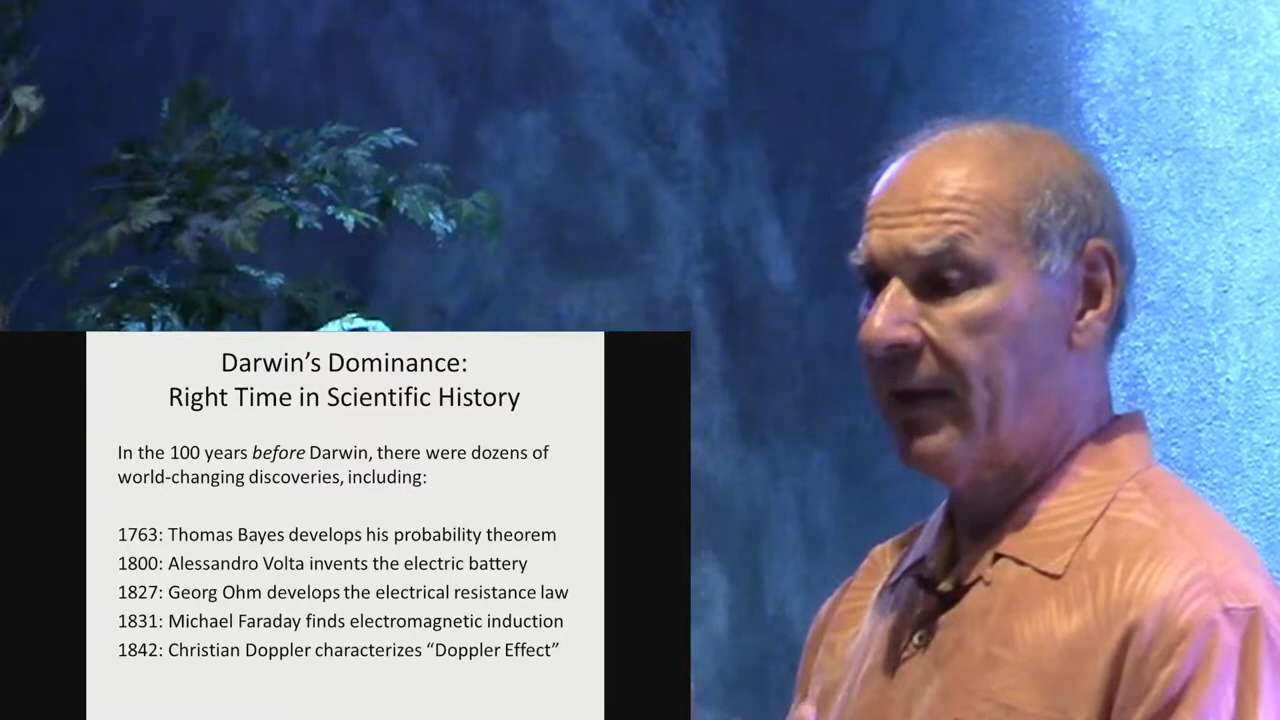 Darwin’s Dominance:
Right Time in Scientific History
In the 100 years before Darwin, there were dozens of
world-changing discoveries, including:
1763: Thomas Bayes develops his probability theorem
1800: Alessandro Volta invents the electric battery
1827: Georg Ohm develops the electrical resistance law
1831: Michael Faraday finds electromagnetic induction
1842: Christian Doppler characterizes “Doppler Effect”